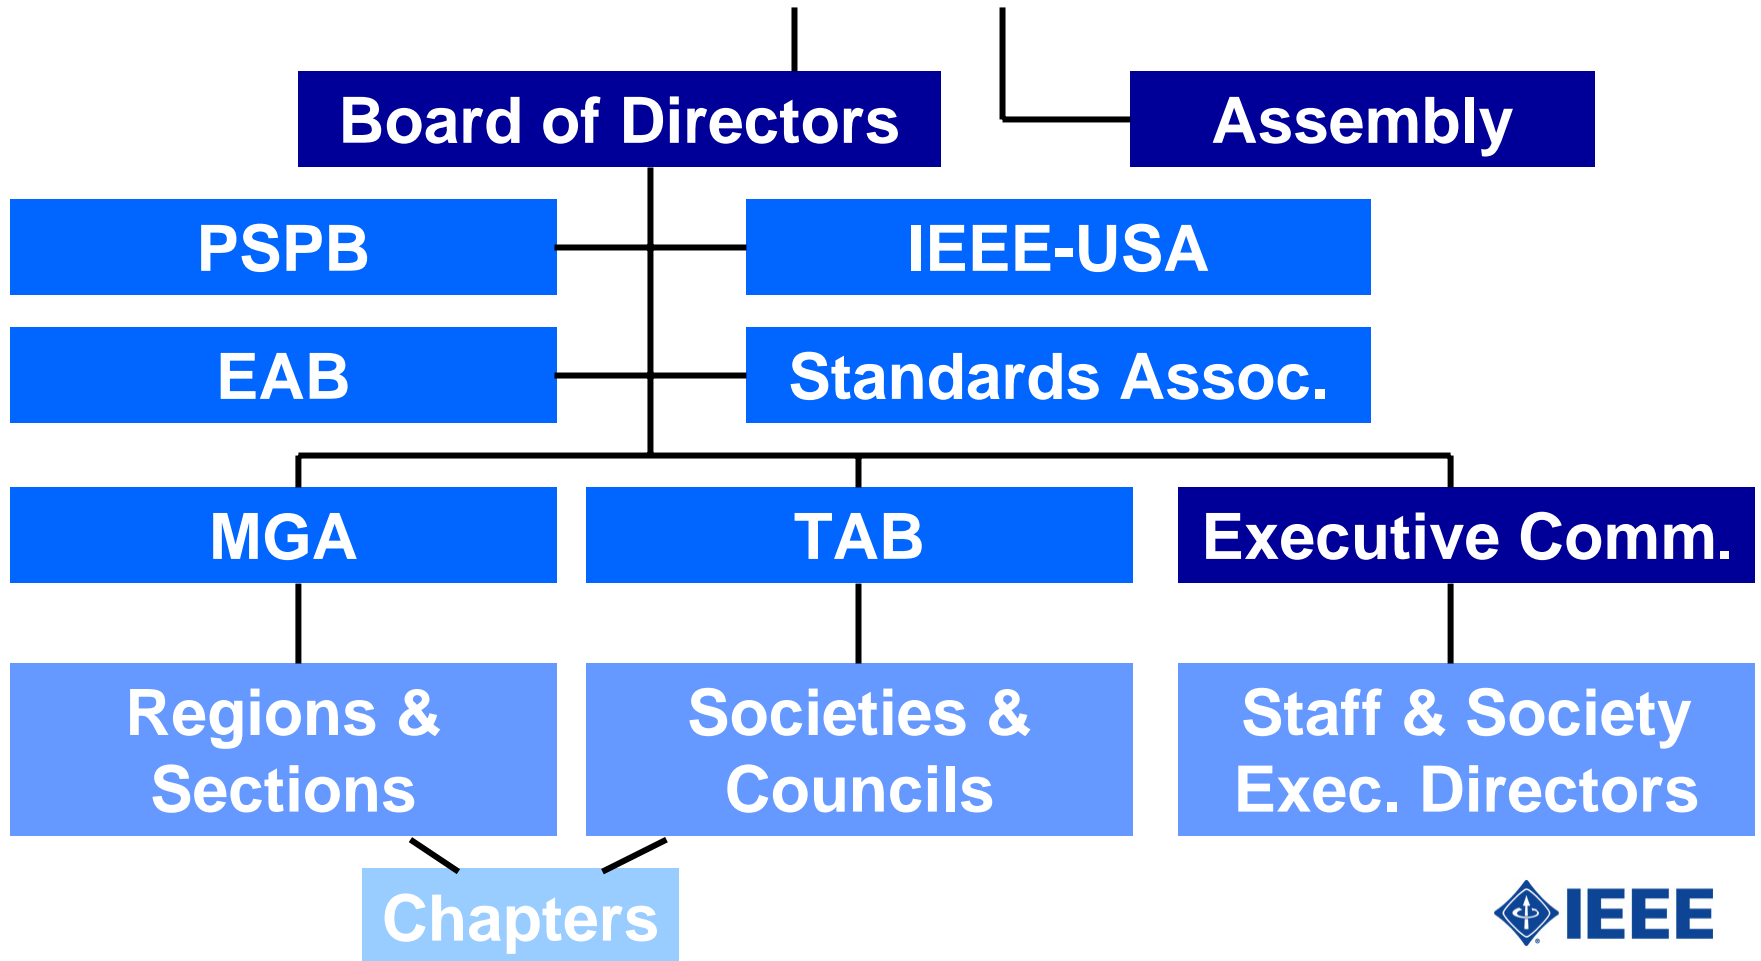 Board of Directors
Assembly
PSPB
IEEE-USA
EAB
Standards Assoc.
MGA
TAB
Executive Comm.
Regions &
Sections
Societies &
Councils
Staff & Society
Exec. Directors
Chapters
IEEE